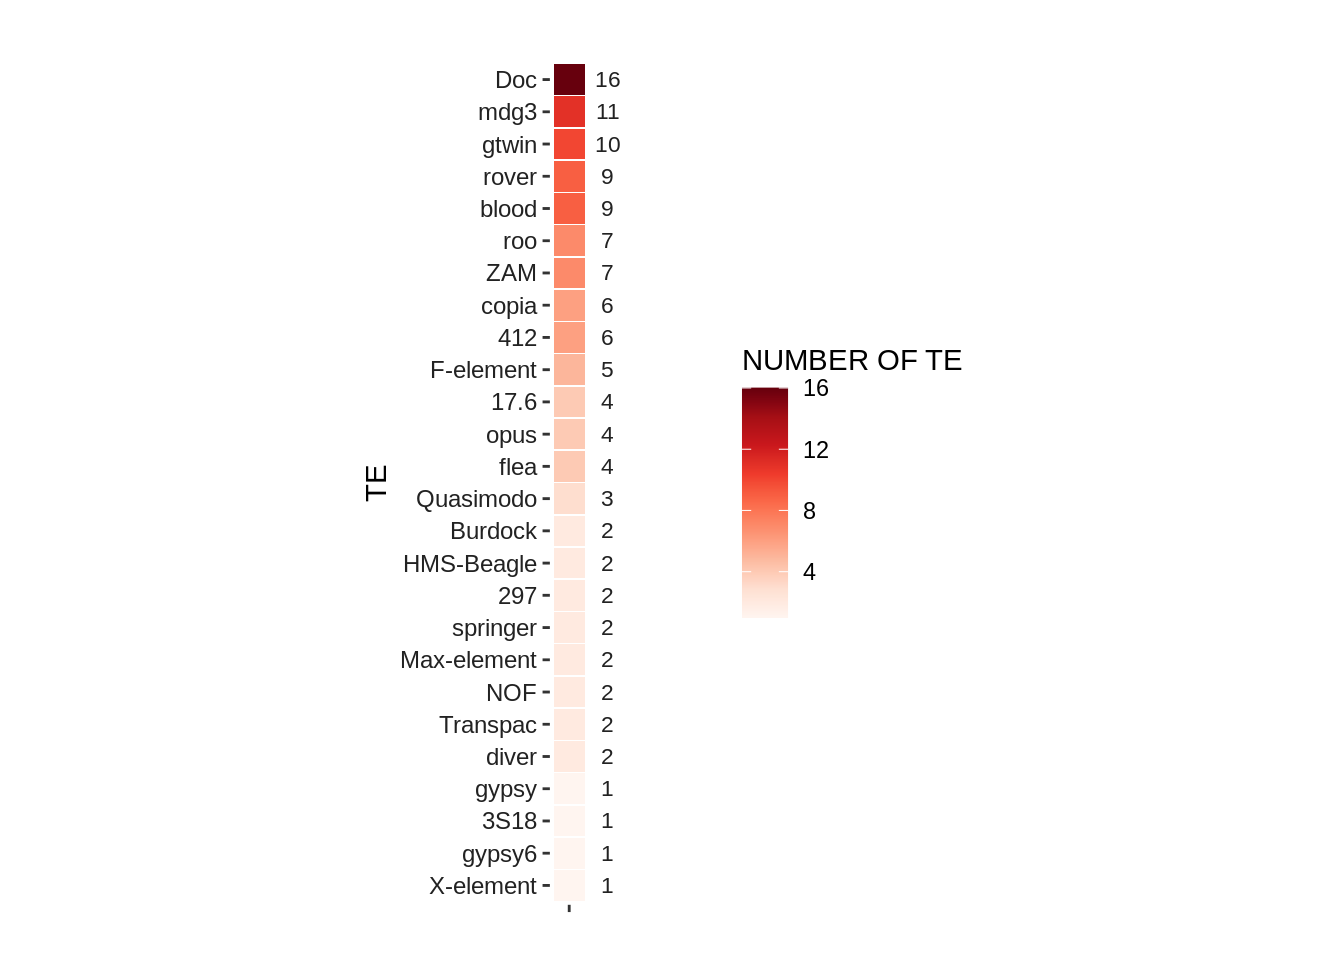 Doc 16
mdg3 11
gtwin 10
rover 9
blood 9
roo 7
ZAM 7
copia 6
412 6
F-element 5
17.6 4
opus 4
flea 4
Quasimodo 3
Burdock 2
HMS-Beagle 2
297 2
springer 2
Max-element 2
NOF 2
Transpac 2
diver 2
gypsy 1
3S18 1
gypsy6 1
X-element 1
TE
NUMBER OF TE
16
12
8
4